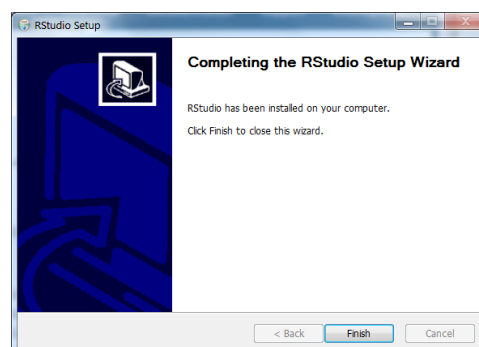 RStudio Setup
Completing the RStudio Setup Wizard
RStudio has been installed on your computer.
Click Finish to close this wizard.
< Back
Finish
Cancel